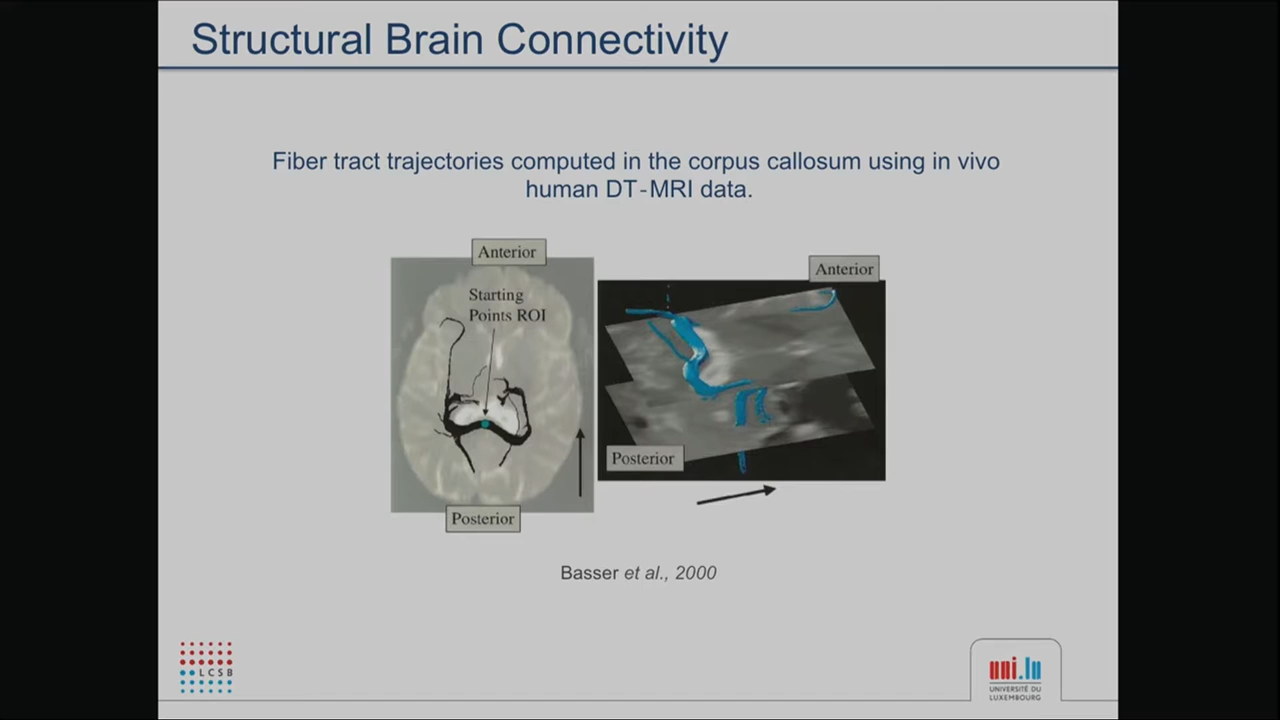 Structural Brain Connectivity
Fiber tract trajectories computed in the corpus callosum using in vivo
human DT-MRI data.
Anterior
Starting
Points ROI
Posterior
Anterior
Posterior
Basser et al., 2000
LCSB
uni.lu
UNIVERSITÉ DU
LUXEMBOURG